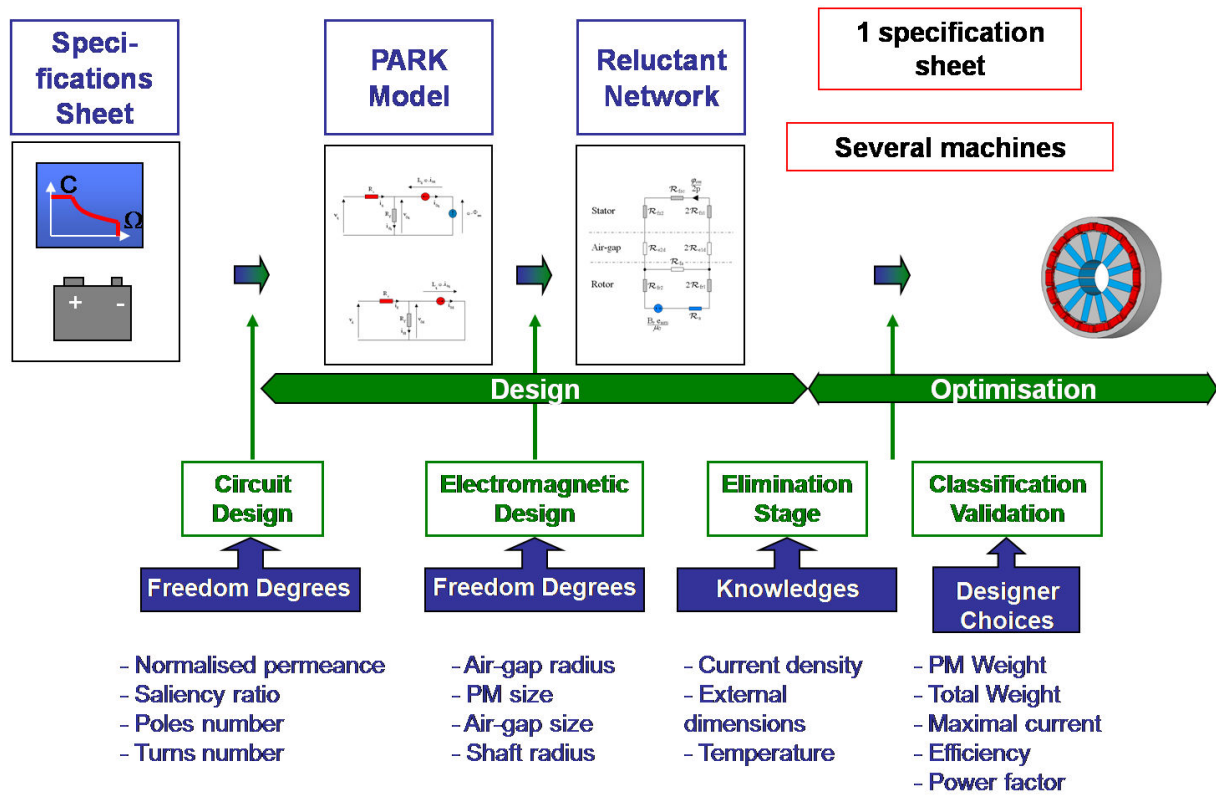 Speci-
fications
Sheet
PARK
Model
Reluctant
Network
1 specification
sheet
Several machines
C
Ω
+ -
Stator
Air-gap
Rotor
Design
Optimisation
Circuit
Design
Electromagnetic
Design
Elimination
Stage
Classification
Validation
Freedom Degrees
Freedom Degrees
Knowledges
Designer
Choices
- Normalised permeance
- Saliency ratio
- Poles number
- Turns number
- Air-gap radius
- PM size
- Air-gap size
- Shaft radius
- Current density
- External
dimensions
- Temperature
- PM Weight
- Total Weight
- Maximal current
- Efficiency
- Power factor